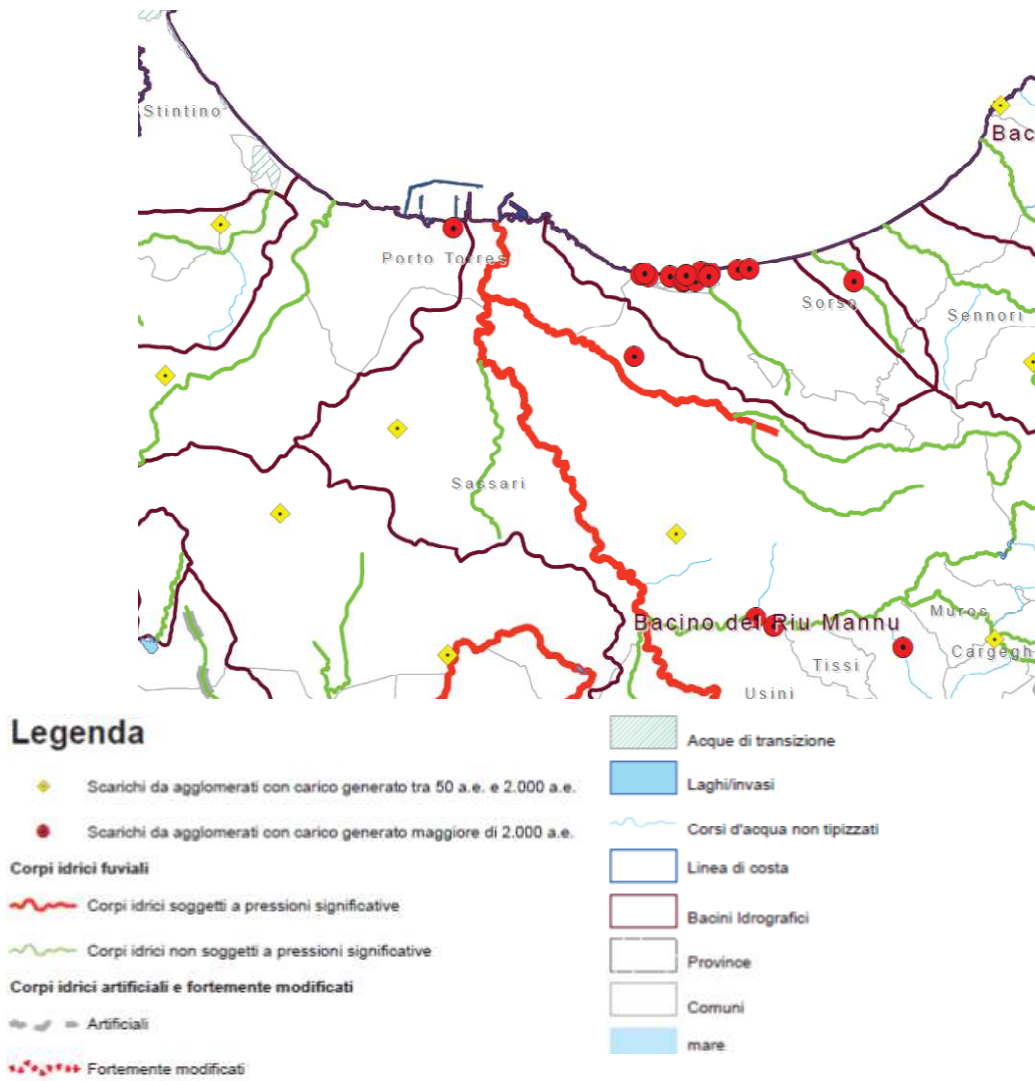 Stintino
Bac
Porto Torres
Sorso
Sennori
Sassari
Bacino del Riu Mannu
Muros
Cargegh
Tissi
Usini
Legenda
Scarichi da agglomerati con carico generato tra 50 a.e. e 2.000 a.e.
Scarichi da agglomerati con carico generato maggiore di 2.000 a.e.
Corpi idrici fuviali
Corpi idrici soggetti a pressioni significative
Corpi idrici non soggetti a pressioni significative
Corpi idrici artificiali e fortemente modificati
Artificiali
Fortemente modificati
Acque di transizione
Laghi/invasi
Corsi d'acqua non tipizzati
Linea di costa
Bacini Idrografici
Province
Comuni
mare